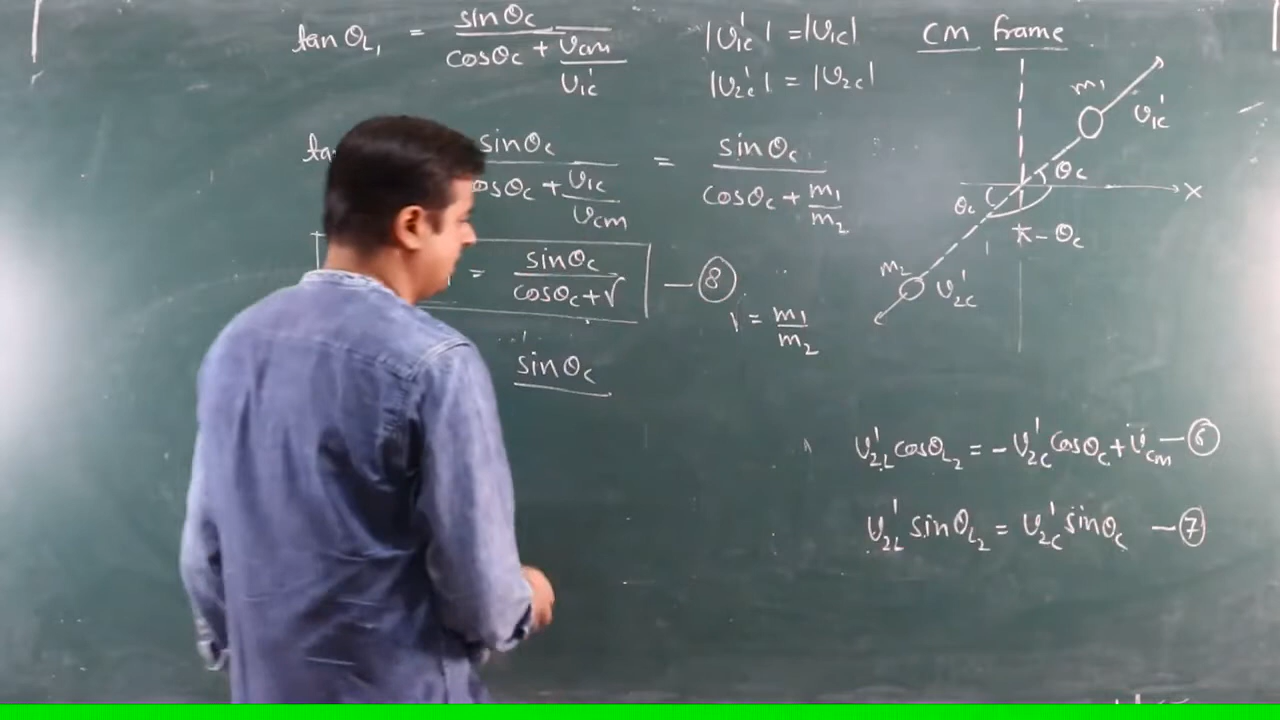 tan θL₁ = sinθc / (cosθc + vcm/v'1c)
|v'1c| = |v1c|
|v'2c| = |v2c|
sinθc / (cosθc + v1c/vcm) = sinθc / (cosθc + m1/m2)
= sinθc / (cosθc + r) — ⑧
r = m1/m2
sinθc
CM frame
m1
v'1c
θc
x
θc
π - θc
m2
v'2c
v'2L cosθL₂ = - v'2c cosθc + vcm — ⑥
v'2L sinθL₂ = v'2c sinθc — ⑦